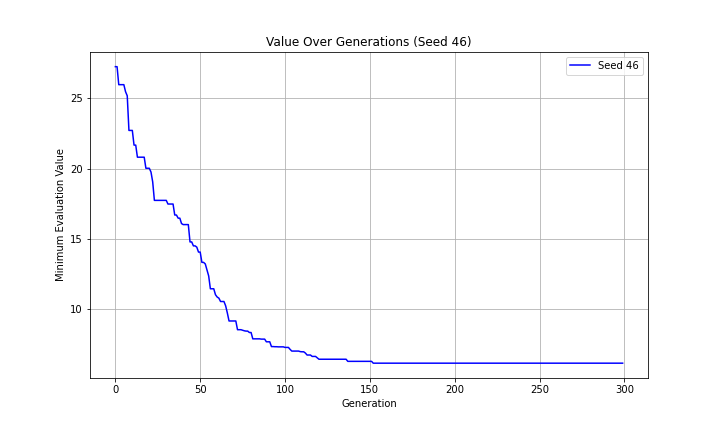 Value Over Generations (Seed 46)
Seed 46
Minimum Evaluation Value
25
20
15
10
0 50 100 150 200 250 300
Generation